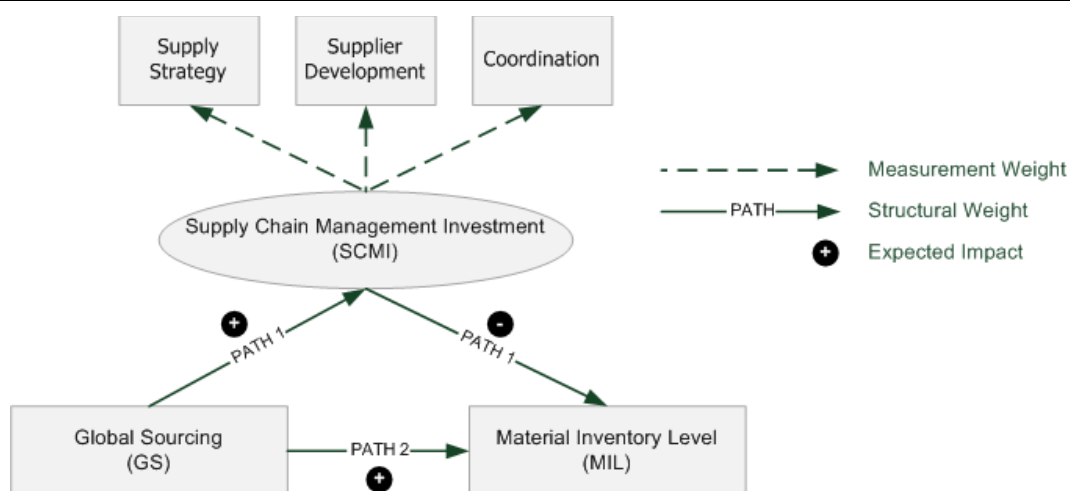 Supply
Strategy
Supplier
Development
Coordination
Measurement Weight
PATH
Structural Weight
+
Expected Impact
Supply Chain Management Investment
(SCMI)
+
PATH 1
-
PATH 1
Global Sourcing
(GS)
PATH 2
+
Material Inventory Level
(MIL)